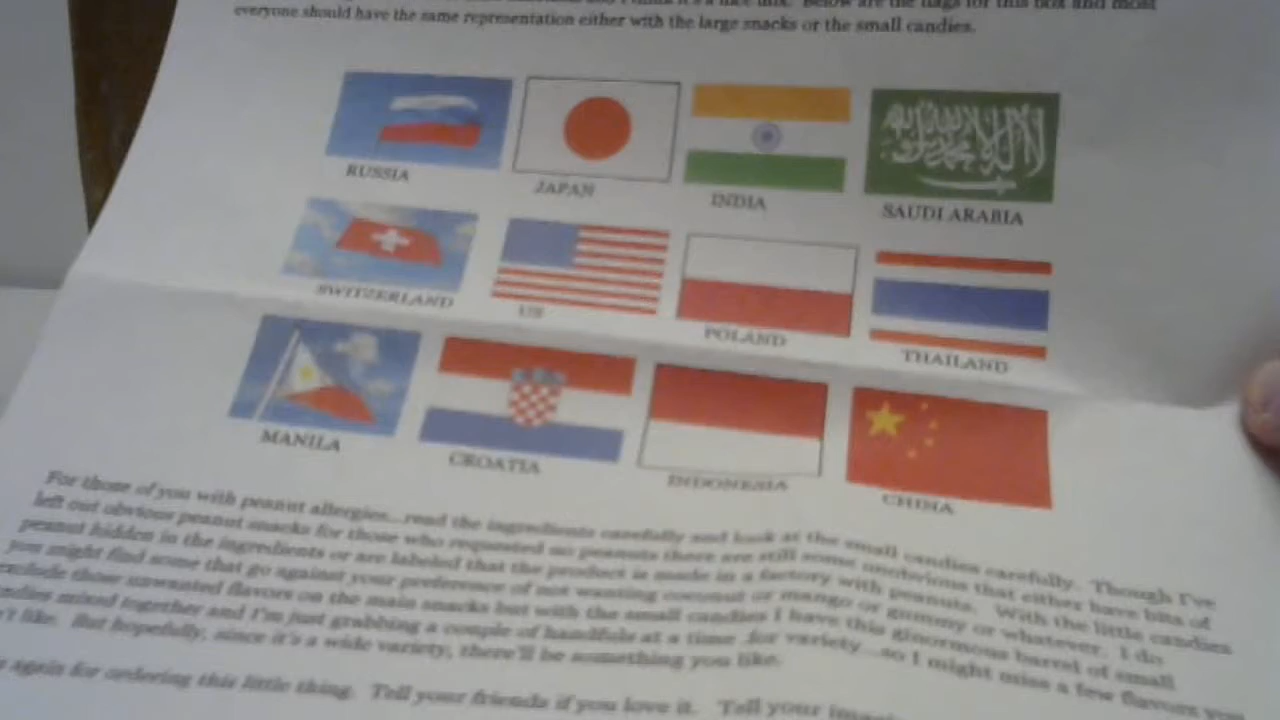 Below are the flags for this box and most
everyone should have the same representation either with the large snacks or the small candies.
RUSSIA JAPAN INDIA SAUDI ARABIA
SWITZERLAND US POLAND THAILAND
MANILA CROATIA INDONESIA CHINA
For those of you with peanut allergies...read the ingredients carefully and look at the small candies carefully. Though I've
left out obvious peanut snacks for those who requested no peanuts there are still some unobvious that either have bits of
peanut hidden in the ingredients or are labeled that the product is made in a factory with peanuts. With the little candies
you might find some that go against your preference of not wanting coconut or mango or gummy or whatever. I do
exclude those unwanted flavors on the main snacks but with the small candies I have this ginormous barrel of small
mixed together and I'm just grabbing a couple of handfuls at a time for variety...so I might miss a few flavors you
like. But hopefully, since it's a wide variety, there'll be something you like.
again for ordering this little thing. Tell your friends if you love it. Tell your